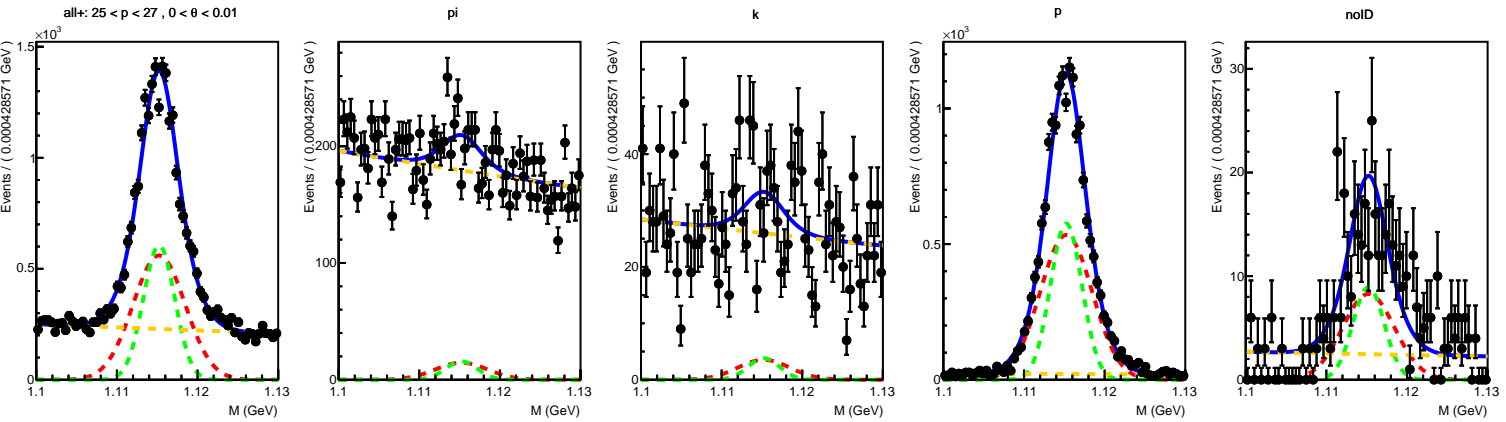 all+: 25 < p < 27 , 0 < θ < 0.01
×10³
Events / ( 0.000428571 GeV )
1.5
1
0.5
0
1.1 1.11 1.12 1.13
M (GeV)
pi
Events / ( 0.000428571 GeV )
200
100
0
1.1 1.11 1.12 1.13
M (GeV)
k
Events / ( 0.000428571 GeV )
40
20
0
1.1 1.11 1.12 1.13
M (GeV)
p
×10³
Events / ( 0.000428571 GeV )
1
0.5
0
1.1 1.11 1.12 1.13
M (GeV)
noID
Events / ( 0.000428571 GeV )
30
20
10
0
1.1 1.11 1.12 1.13
M (GeV)